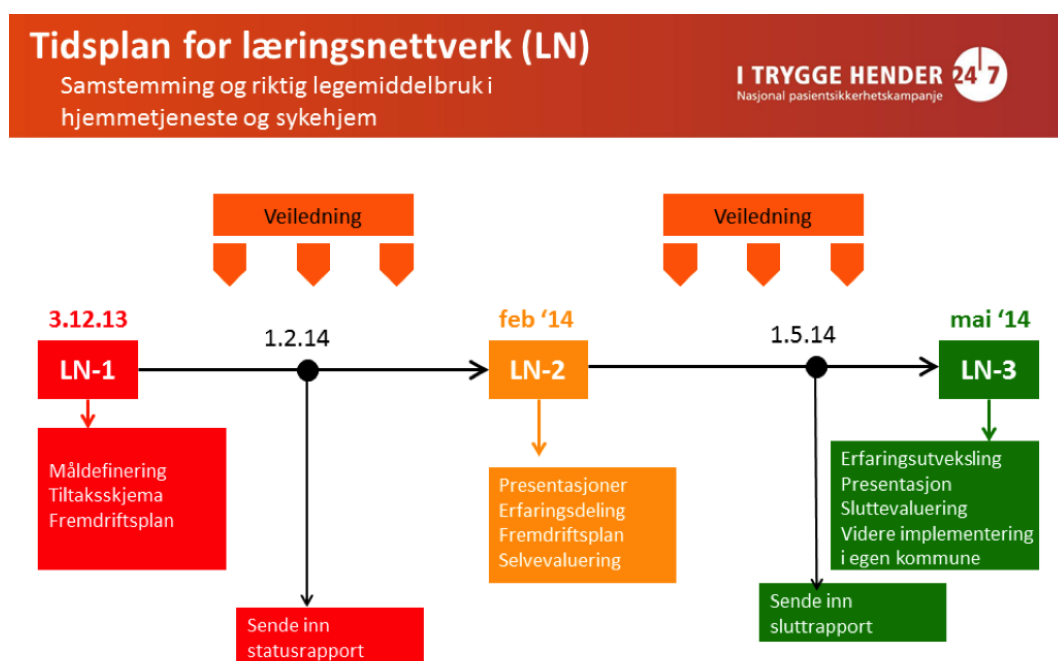 Tidsplan for læringsnettverk (LN)
Samstemming og riktig legemiddelbruk i
hjemmetjeneste og sykehjem
I TRYGGE HENDER 24 7
Nasjonal pasientsikkerhetskampanje
Veiledning
Veiledning
3.12.13
1.2.14
feb ‘14
1.5.14
mai ‘14
LN-1
LN-2
LN-3
Måldefinering
Tiltaksskjema
Fremdriftsplan
Presentasjoner
Erfaringsdeling
Fremdriftsplan
Selvevaluering
Erfaringsutveksling
Presentasjon
Sluttevaluering
Videre implementering
i egen kommune
Sende inn
statusrapport
Sende inn
sluttrapport